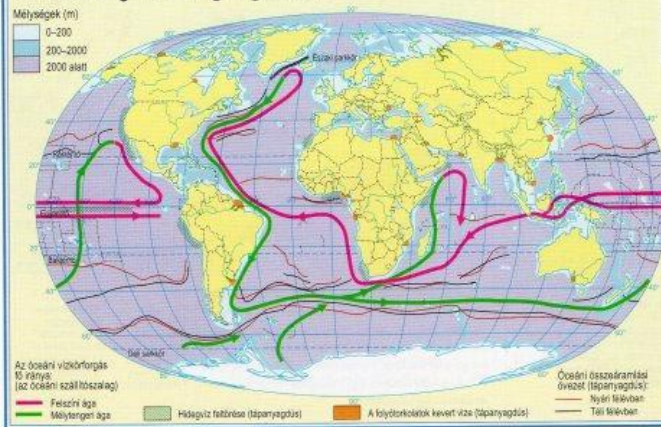 Mélységek (m)
0–200
200–2000
2000 alatt
Északi sarkkör
Déli sarkkör
Az óceáni vízkörforgás
fő iránya:
(az óceáni szállítószalag)
Felszíni ága
Mélytengeri ága
Hidegvíz feltörése (tápanyagdús)
A folyótorkolatok kevert vize (tápanyagdús)
Óceáni összeáramlási
övezet (tápanyagdús)
Nyári félévben
Téli félévben